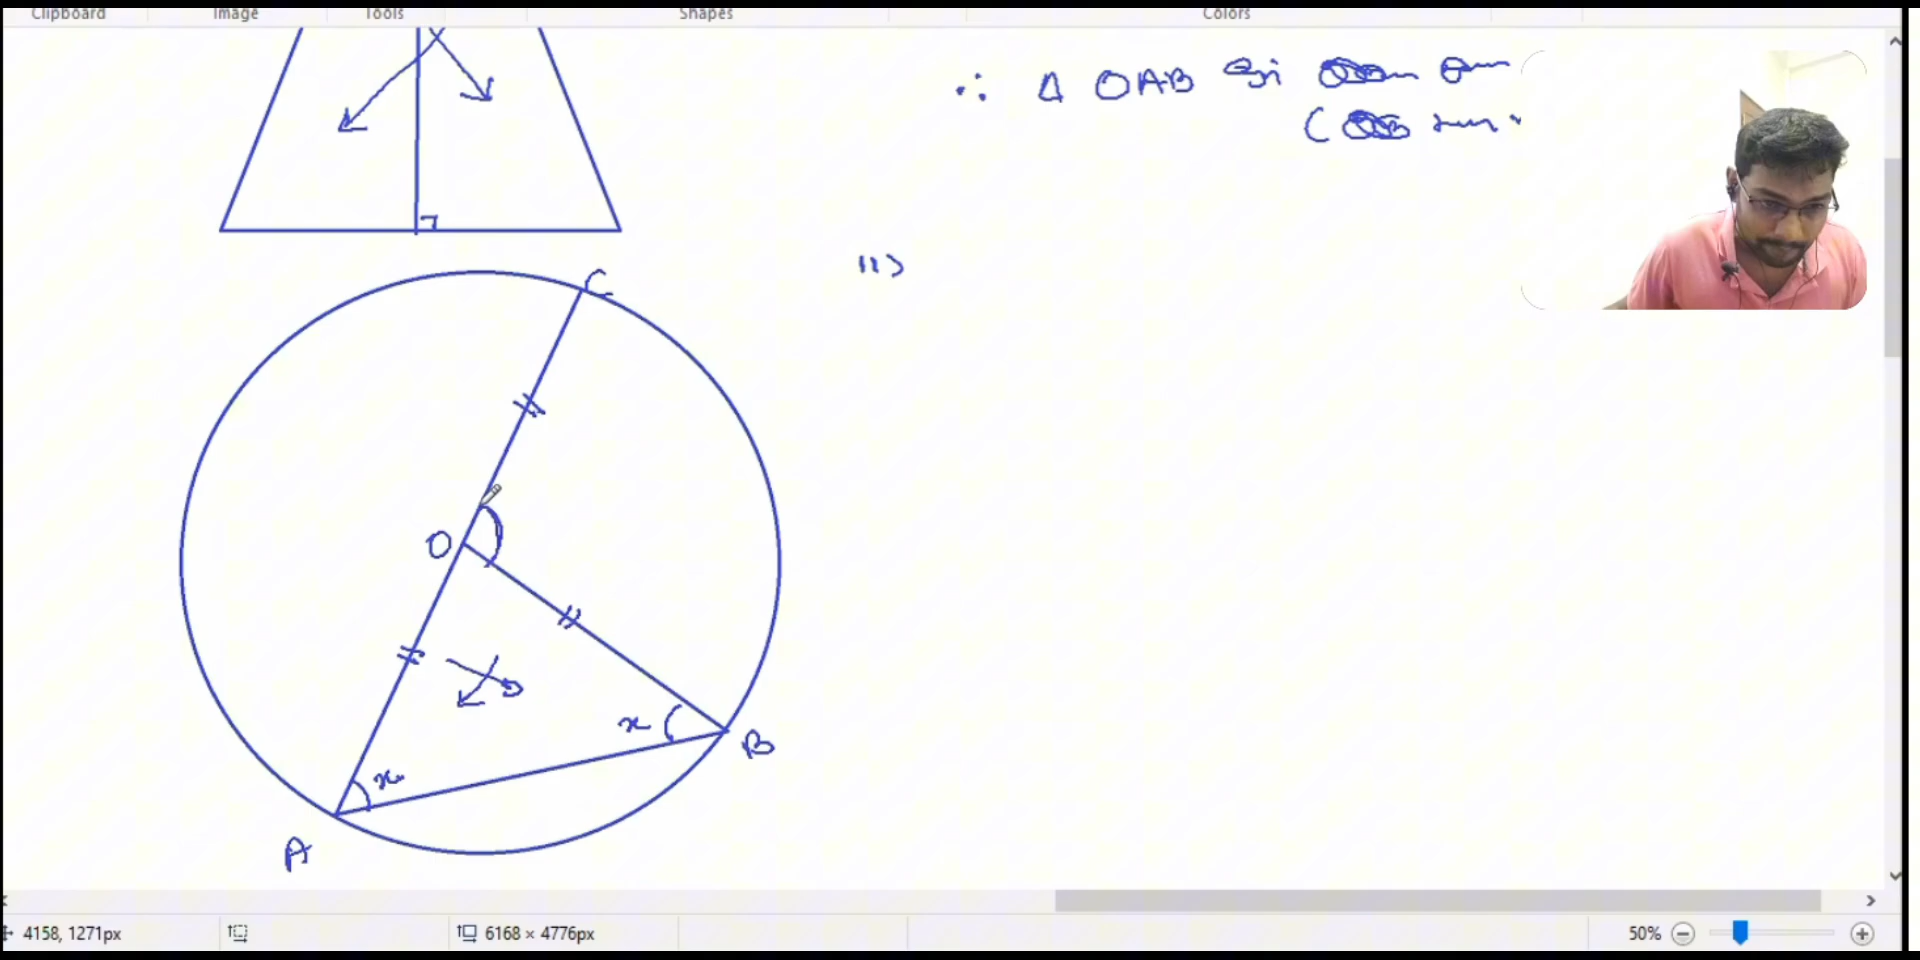 Clipboard Image Tools Shapes Colors
∴ Δ OAB
(
ii)
C
O
x
B
x
A
4158, 1271px 6168 × 4776px 50%